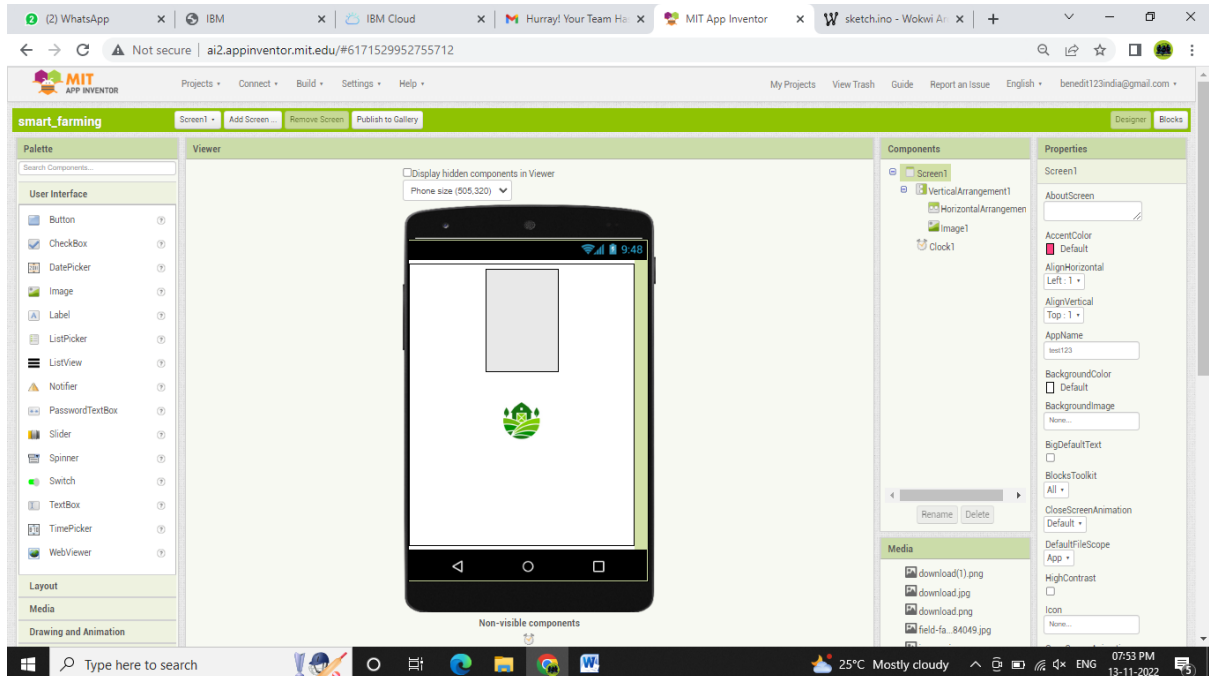 2 (2) WhatsApp IBM IBM Cloud Hurray! Your Team Ha MIT App Inventor sketch.ino - Wokwi Ar
Not secure ai2.appinventor.mit.edu/#6171529952755712
MIT APP INVENTOR Projects Connect Build Settings Help My Projects View Trash Guide Report an Issue English benedit123india@gmail.com
smart_farming Screen1 Add Screen ... Remove Screen Publish to Gallery Designer Blocks
Palette Viewer Components Properties
Search Components...
User Interface
Button
CheckBox
DatePicker
Image
Label
ListPicker
ListView
Notifier
PasswordTextBox
Slider
Spinner
Switch
TextBox
TimePicker
WebViewer
Layout
Media
Drawing and Animation
Display hidden components in Viewer
Phone size (505,320)
9:48
Non-visible components
Screen1
VerticalArrangement1
HorizontalArrangemen
Image1
Clock1
Rename Delete
Media
download(1).png
download.jpg
download.png
field-fa...84049.jpg
Screen1
AboutScreen
AccentColor
Default
AlignHorizontal
Left : 1
AlignVertical
Top : 1
AppName
test123
BackgroundColor
Default
BackgroundImage
None...
BigDefaultText
BlocksToolkit
All
CloseScreenAnimation
Default
DefaultFileScope
App
HighContrast
Icon
None...
Type here to search 25°C Mostly cloudy ENG 07:53 PM
13-11-2022 5